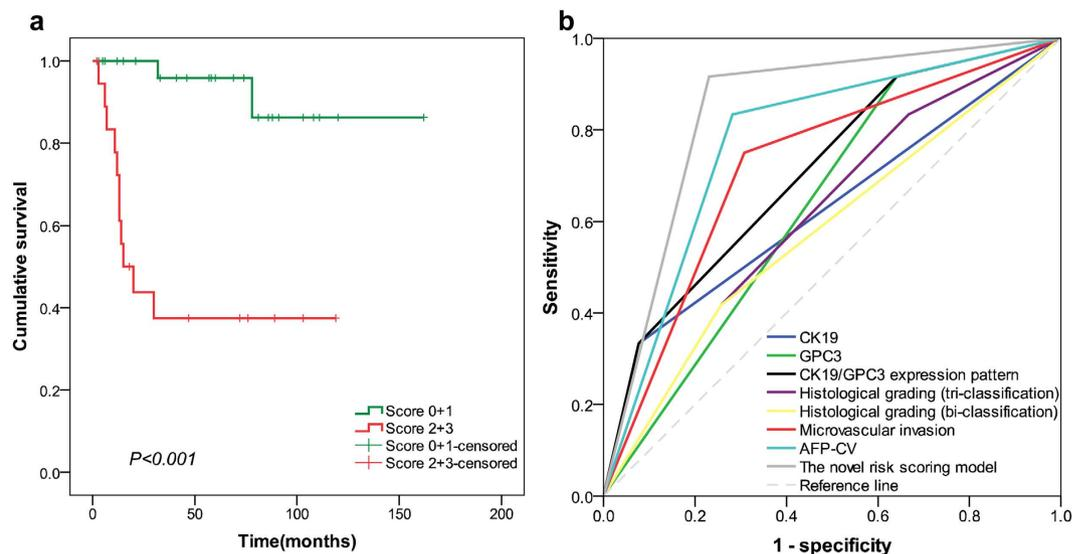 a
Cumulative survival
1.0
0.8
0.6
0.4
0.2
0.0
P<0.001
Score 0+1
Score 2+3
Score 0+1-censored
Score 2+3-censored
0
50
100
150
200
Time(months)
b
Sensitivity
1.0
0.8
0.6
0.4
0.2
0.0
CK19
GPC3
CK19/GPC3 expression pattern
Histological grading (tri-classification)
Histological grading (bi-classification)
Microvascular invasion
AFP-CV
The novel risk scoring model
Reference line
0.0
0.2
0.4
0.6
0.8
1.0
1 - specificity